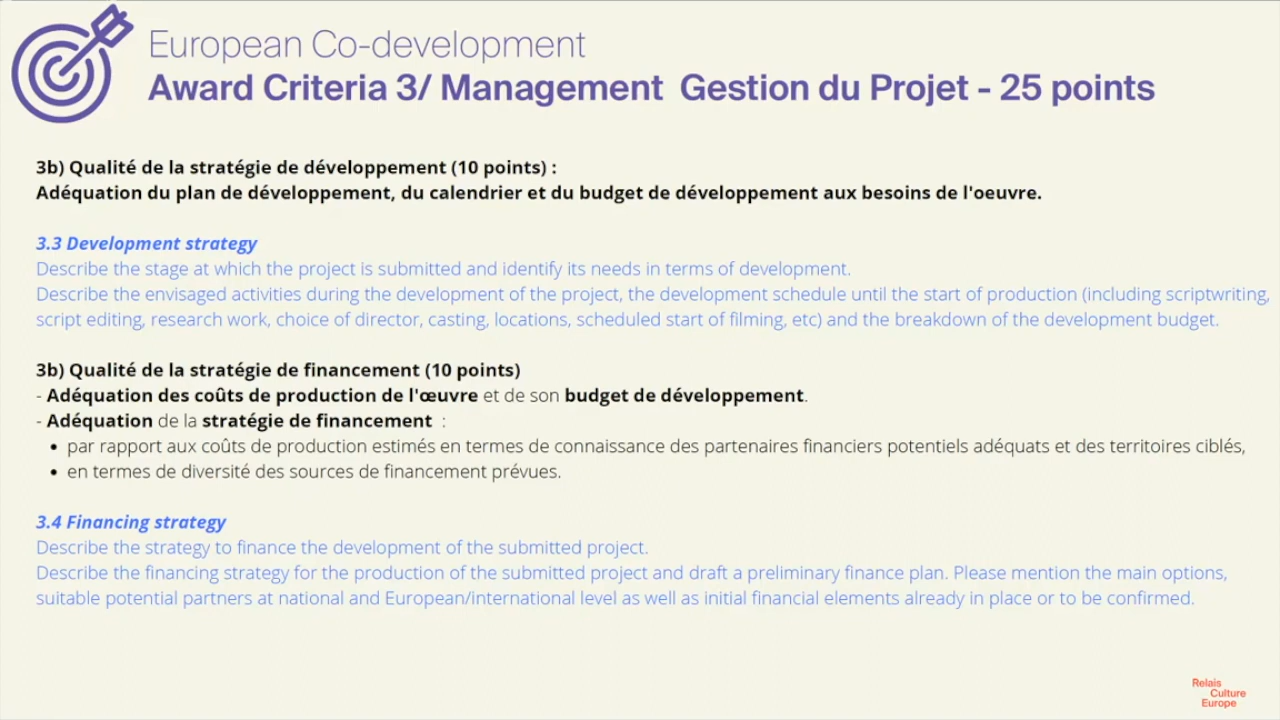 European Co-development
Award Criteria 3/ Management Gestion du Projet - 25 points
3b) Qualité de la stratégie de développement (10 points) :
Adéquation du plan de développement, du calendrier et du budget de développement aux besoins de l'oeuvre.
3.3 Development strategy
Describe the stage at which the project is submitted and identify its needs in terms of development.
Describe the envisaged activities during the development of the project, the development schedule until the start of production (including scriptwriting,
script editing, research work, choice of director, casting, locations, scheduled start of filming, etc) and the breakdown of the development budget.
3b) Qualité de la stratégie de financement (10 points)
- Adéquation des coûts de production de l'œuvre et de son budget de développement.
- Adéquation de la stratégie de financement :
• par rapport aux coûts de production estimés en termes de connaissance des partenaires financiers potentiels adéquats et des territoires ciblés,
• en termes de diversité des sources de financement prévues.
3.4 Financing strategy
Describe the strategy to finance the development of the submitted project.
Describe the financing strategy for the production of the submitted project and draft a preliminary finance plan. Please mention the main options,
suitable potential partners at national and European/international level as well as initial financial elements already in place or to be confirmed.
Relais
Culture
Europe